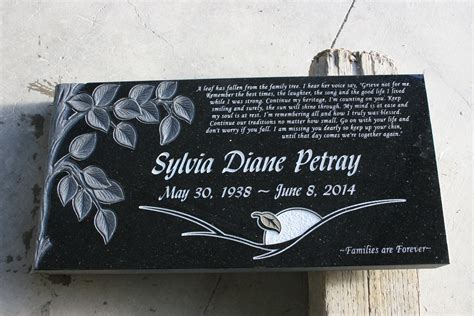 A leaf has fallen from the family tree. I hear her voice say, "Grieve not for me
Remember the best times, the laughter, the song and the good life I lived
while I was strong. Continue my heritage, I'm counting on you. Keep
smiling and surely, the sun will shine through. My mind is at ease and
my soul is at rest. I'm remembering all and how I truly was blessed.
Continue our traditions no matter how small. Go on with your life and
don't worry if you fall. I am missing you dearly so keep up your chin,
until that day comes we're together again."
Sylvia Diane Petray
May 30, 1938 ~ June 8, 2014
~Families are Forever~